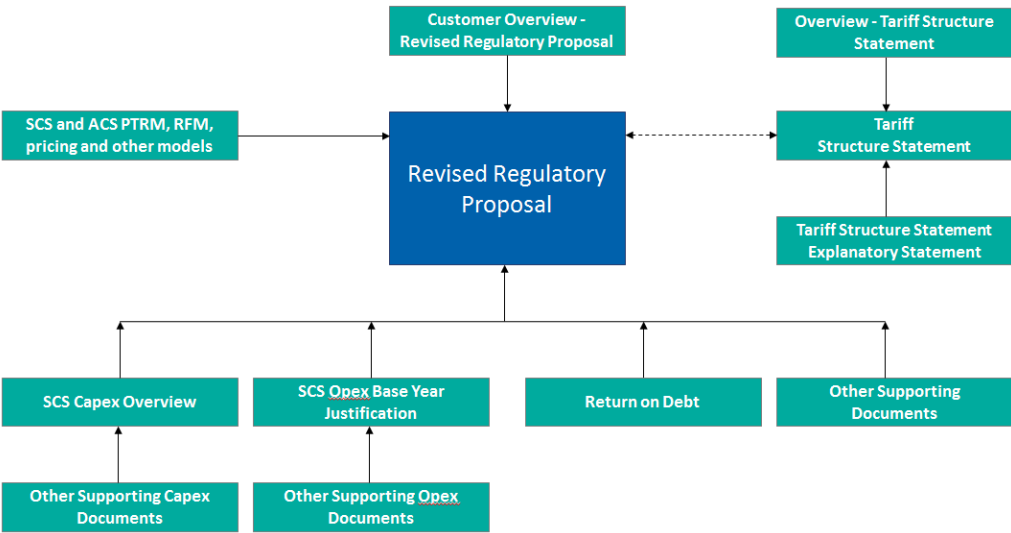 Customer Overview -
Revised Regulatory Proposal
Overview - Tariff Structure
Statement
SCS and ACS PTRM, RFM,
pricing and other models
Revised Regulatory
Proposal
Tariff
Structure Statement
Tariff Structure Statement
Explanatory Statement
SCS Capex Overview
SCS Opex Base Year
Justification
Return on Debt
Other Supporting
Documents
Other Supporting Capex
Documents
Other Supporting Opex
Documents